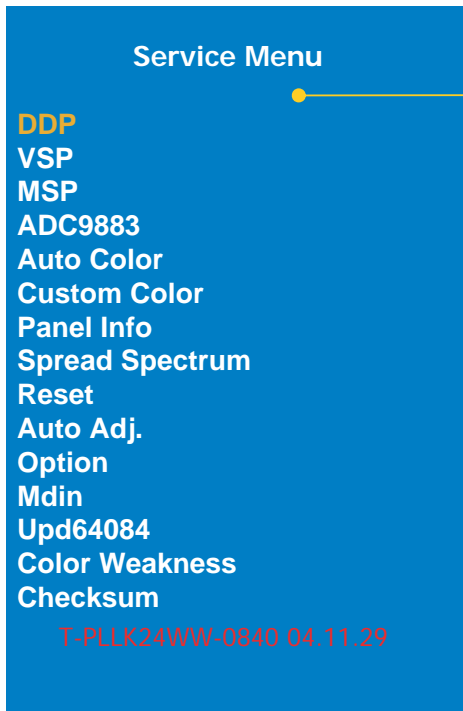 Service Menu
DDP
VSP
MSP
ADC9883
Auto Color
Custom Color
Panel Info
Spread Spectrum
Reset
Auto Adj.
Option
Mdin
Upd64084
Color Weakness
Checksum
T-PLLK24WW-0840 04.11.29